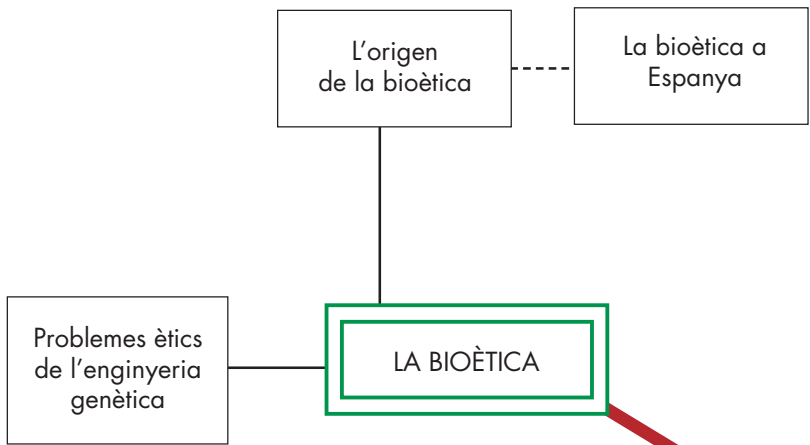 L'origen
de la bioètica
La bioètica a
Espanya
Problemes ètics
de l'enginyeria
genètica
LA BIOÈTICA